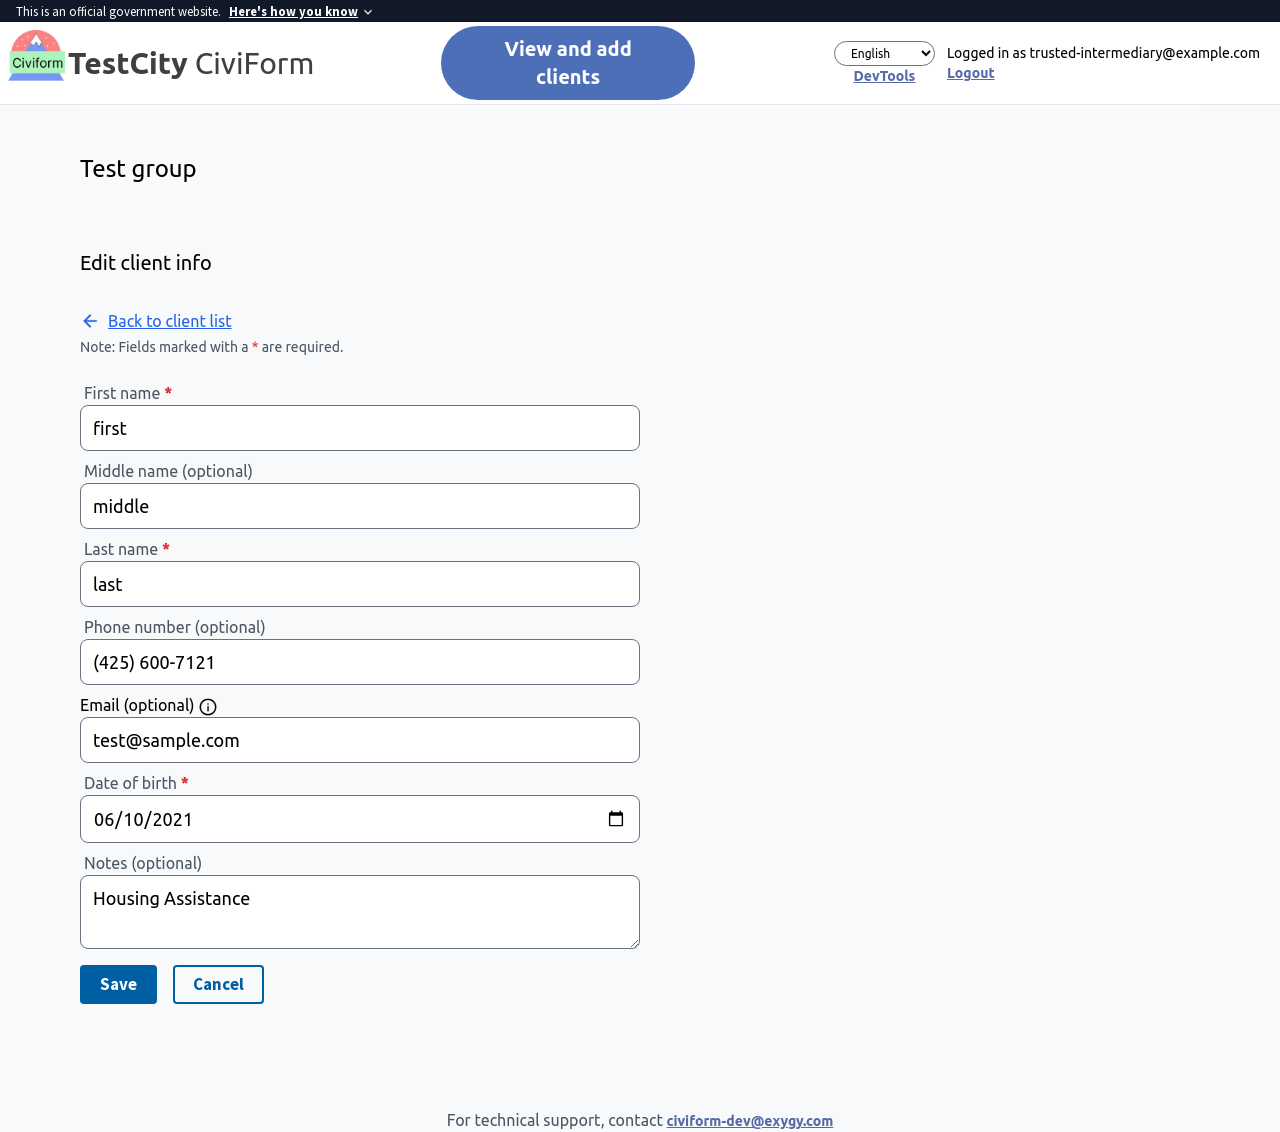 This is an official government website. Here's how you know
Civiform
TestCity CiviForm
View and add
clients
English
DevTools
Logged in as trusted-intermediary@example.com
Logout
Test group
Edit client info
Back to client list
Note: Fields marked with a * are required.
First name *
first
Middle name (optional)
middle
Last name *
last
Phone number (optional)
(425) 600-7121
Email (optional)
test@sample.com
Date of birth *
06/10/2021
Notes (optional)
Housing Assistance
Save Cancel
For technical support, contact civiform-dev@exygy.com